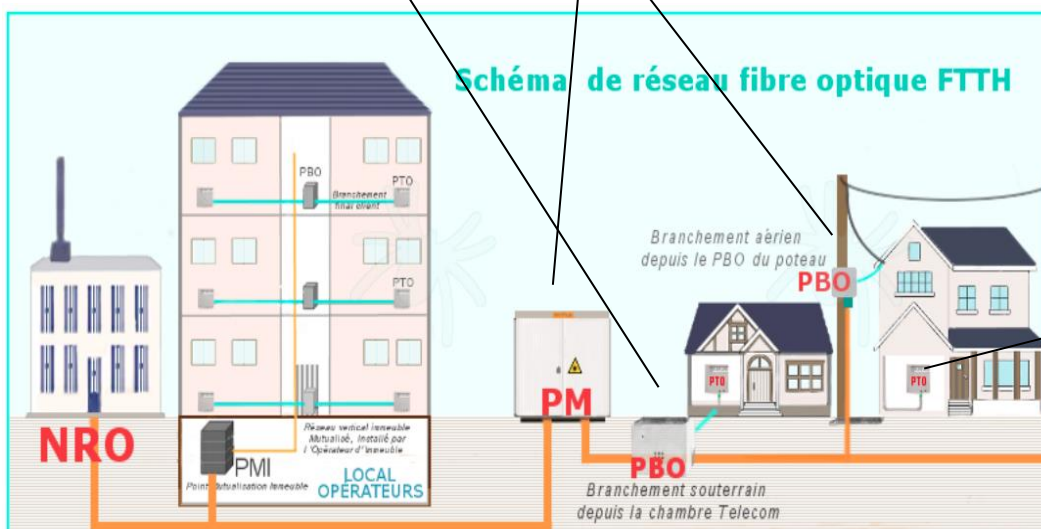 Schéma de réseau fibre optique FTTH
PBO
PTO
Branchement
final client
PTO
Branchement aèrien
depuis le PBO du poteau
PBO
PTO
PTO
NRO
PM
Réseau vertical immeuble
Mutualisé, Installé par
l'Opérateur d'Immeuble
PMI
Point Mutualisation Immeuble
LOCAL
OPÉRATEURS
PBO
Branchement souterrain
depuis la chambre Telecom